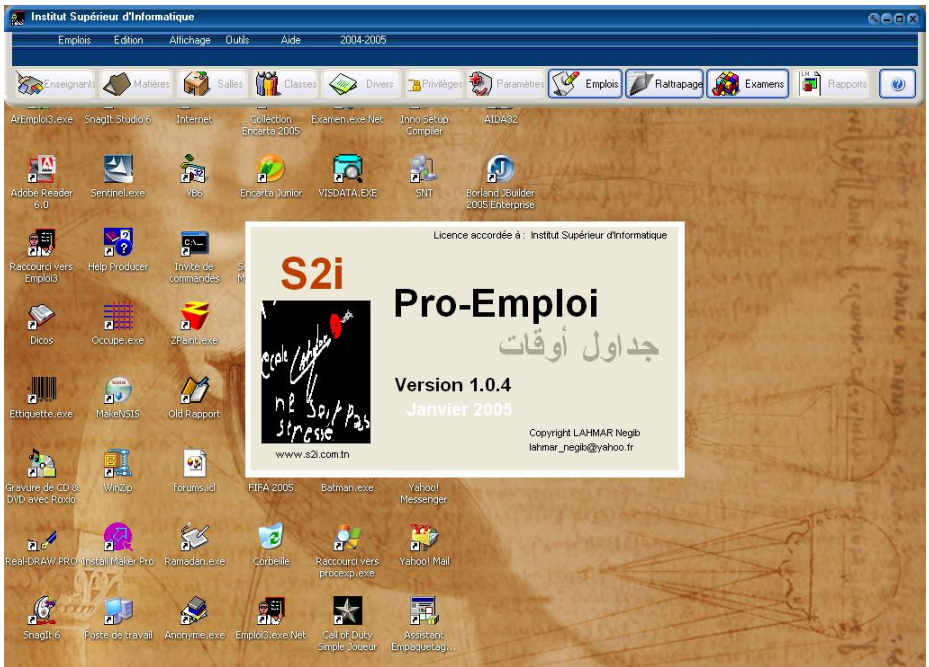 Institut Supérieur d'Informatique
Emplois Edition Affichage Outils Aide 2004-2005
Enseignants Matières Salles Classes Divers Privilèges Paramètres Emplois Rattrapage Examens Rapports
ArEmploi3.exe SnagIt Studio 6 Internet Collection Encarta 2005 Examen.exe Net Inno Setup Compiler AIDA32
Adobe Reader 6.0 Sentinel.exe VB6 Encarta Junior VISDATA.EXE SNT Borland JBuilder 2005 Enterprise
Raccourci vers Emploi3 Help Producer Invite de commandes
Licence accordée à : Institut Supérieur d'Informatique
S2i
Pro-Emploi
جداول أوقات
Version 1.0.4
Janvier 2005
ne soit pas
stressé
www.s2i.com.tn
Copyright LAHMAR Negib
lahmar_negib@yahoo.fr
Dicos Occupe.exe ZPaint.exe
Ettiquette.exe MakeNSIS Old Rapport
Gravure de CD & DVD avec Roxio WinZip forums.icl FIFA 2005 Batman.exe Yahoo! Messenger
Real-DRAW PRO Install Maker Pro Ramadan.exe Corbeille Raccourci vers procexp.exe Yahoo! Mail
SnagIt 6 Poste de travail Anonyme.exe Emploi3.exe Net Call of Duty Simple Joueur Assistant Empaquetag...